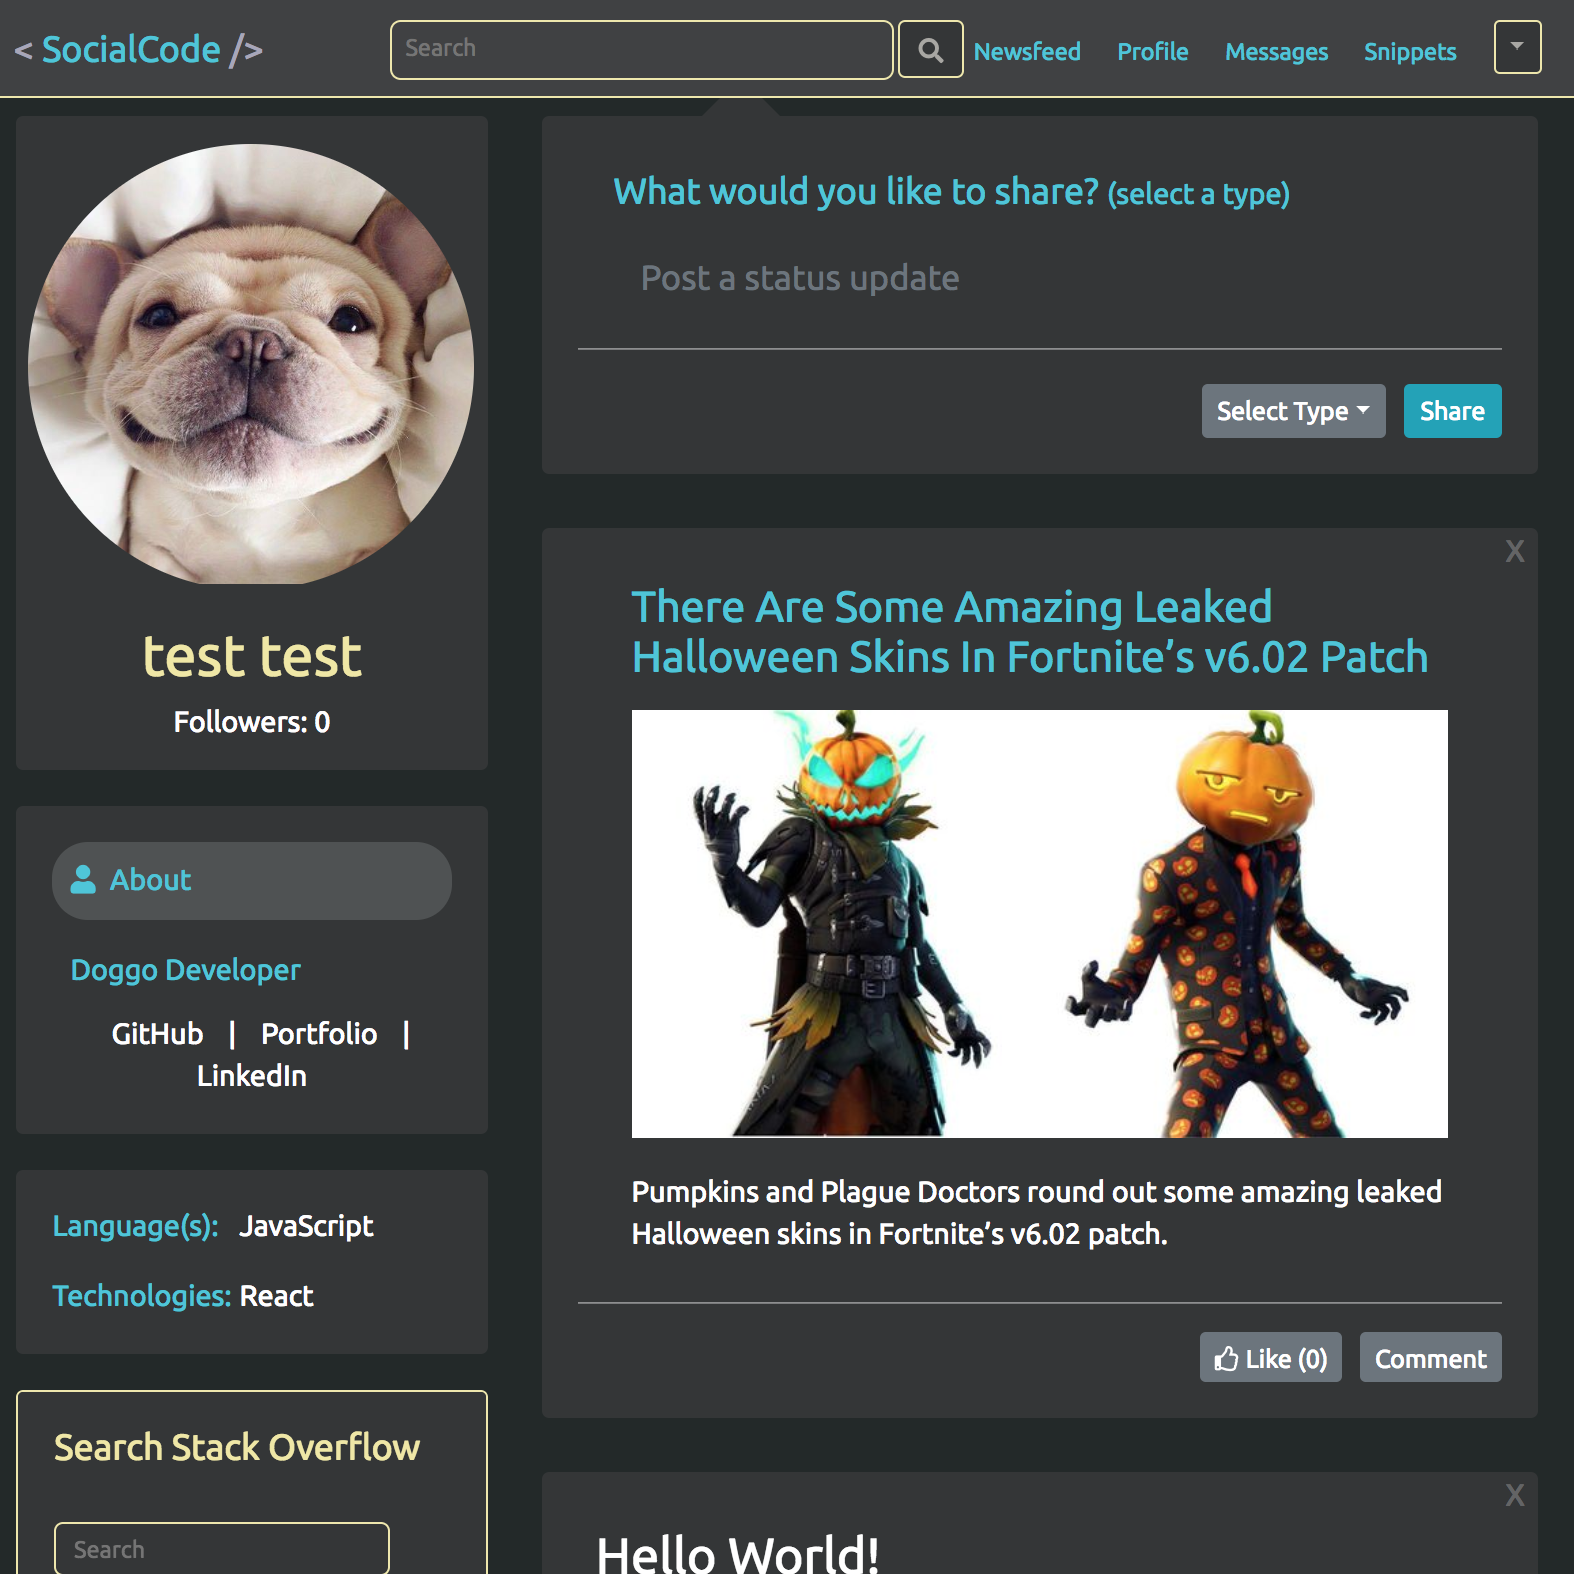 < SocialCode />
Search
Newsfeed
Profile
Messages
Snippets
test test
Followers: 0
About
Doggo Developer
GitHub | Portfolio |
LinkedIn
Language(s): JavaScript
Technologies: React
Search Stack Overflow
Search
What would you like to share? (select a type)
Post a status update
Select Type
Share
X
There Are Some Amazing Leaked
Halloween Skins In Fortnite’s v6.02 Patch
Pumpkins and Plague Doctors round out some amazing leaked
Halloween skins in Fortnite’s v6.02 patch.
Like (0)
Comment
X
Hello World!